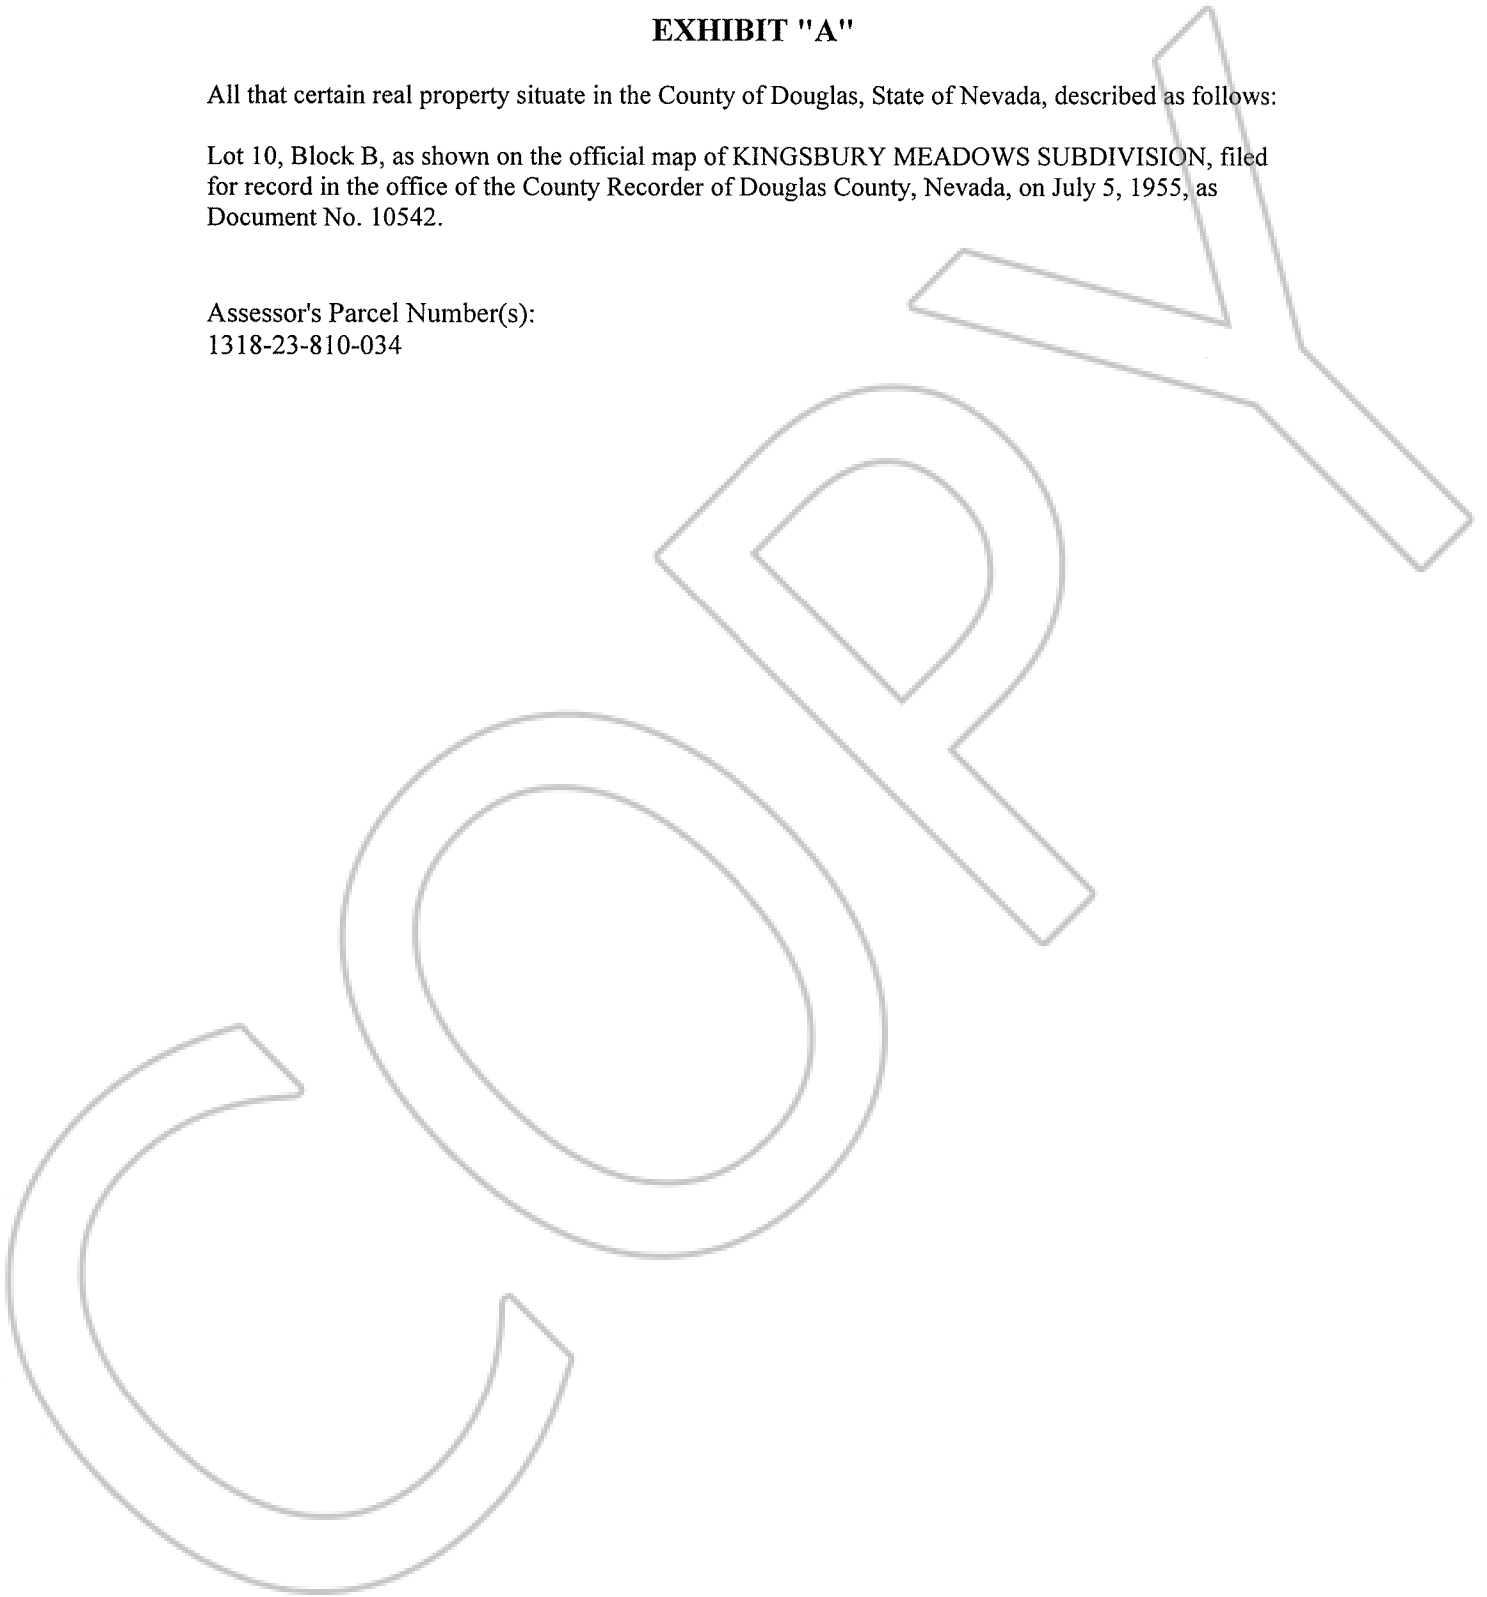 EXHIBIT "A"
All that certain real property situate in the County of Douglas, State of Nevada, described as follows:
Lot 10, Block B, as shown on the official map of KINGSBURY MEADOWS SUBDIVISION, filed
for record in the office of the County Recorder of Douglas County, Nevada, on July 5, 1955, as
Document No. 10542.
Assessor's Parcel Number(s):
1318-23-810-034
COPY